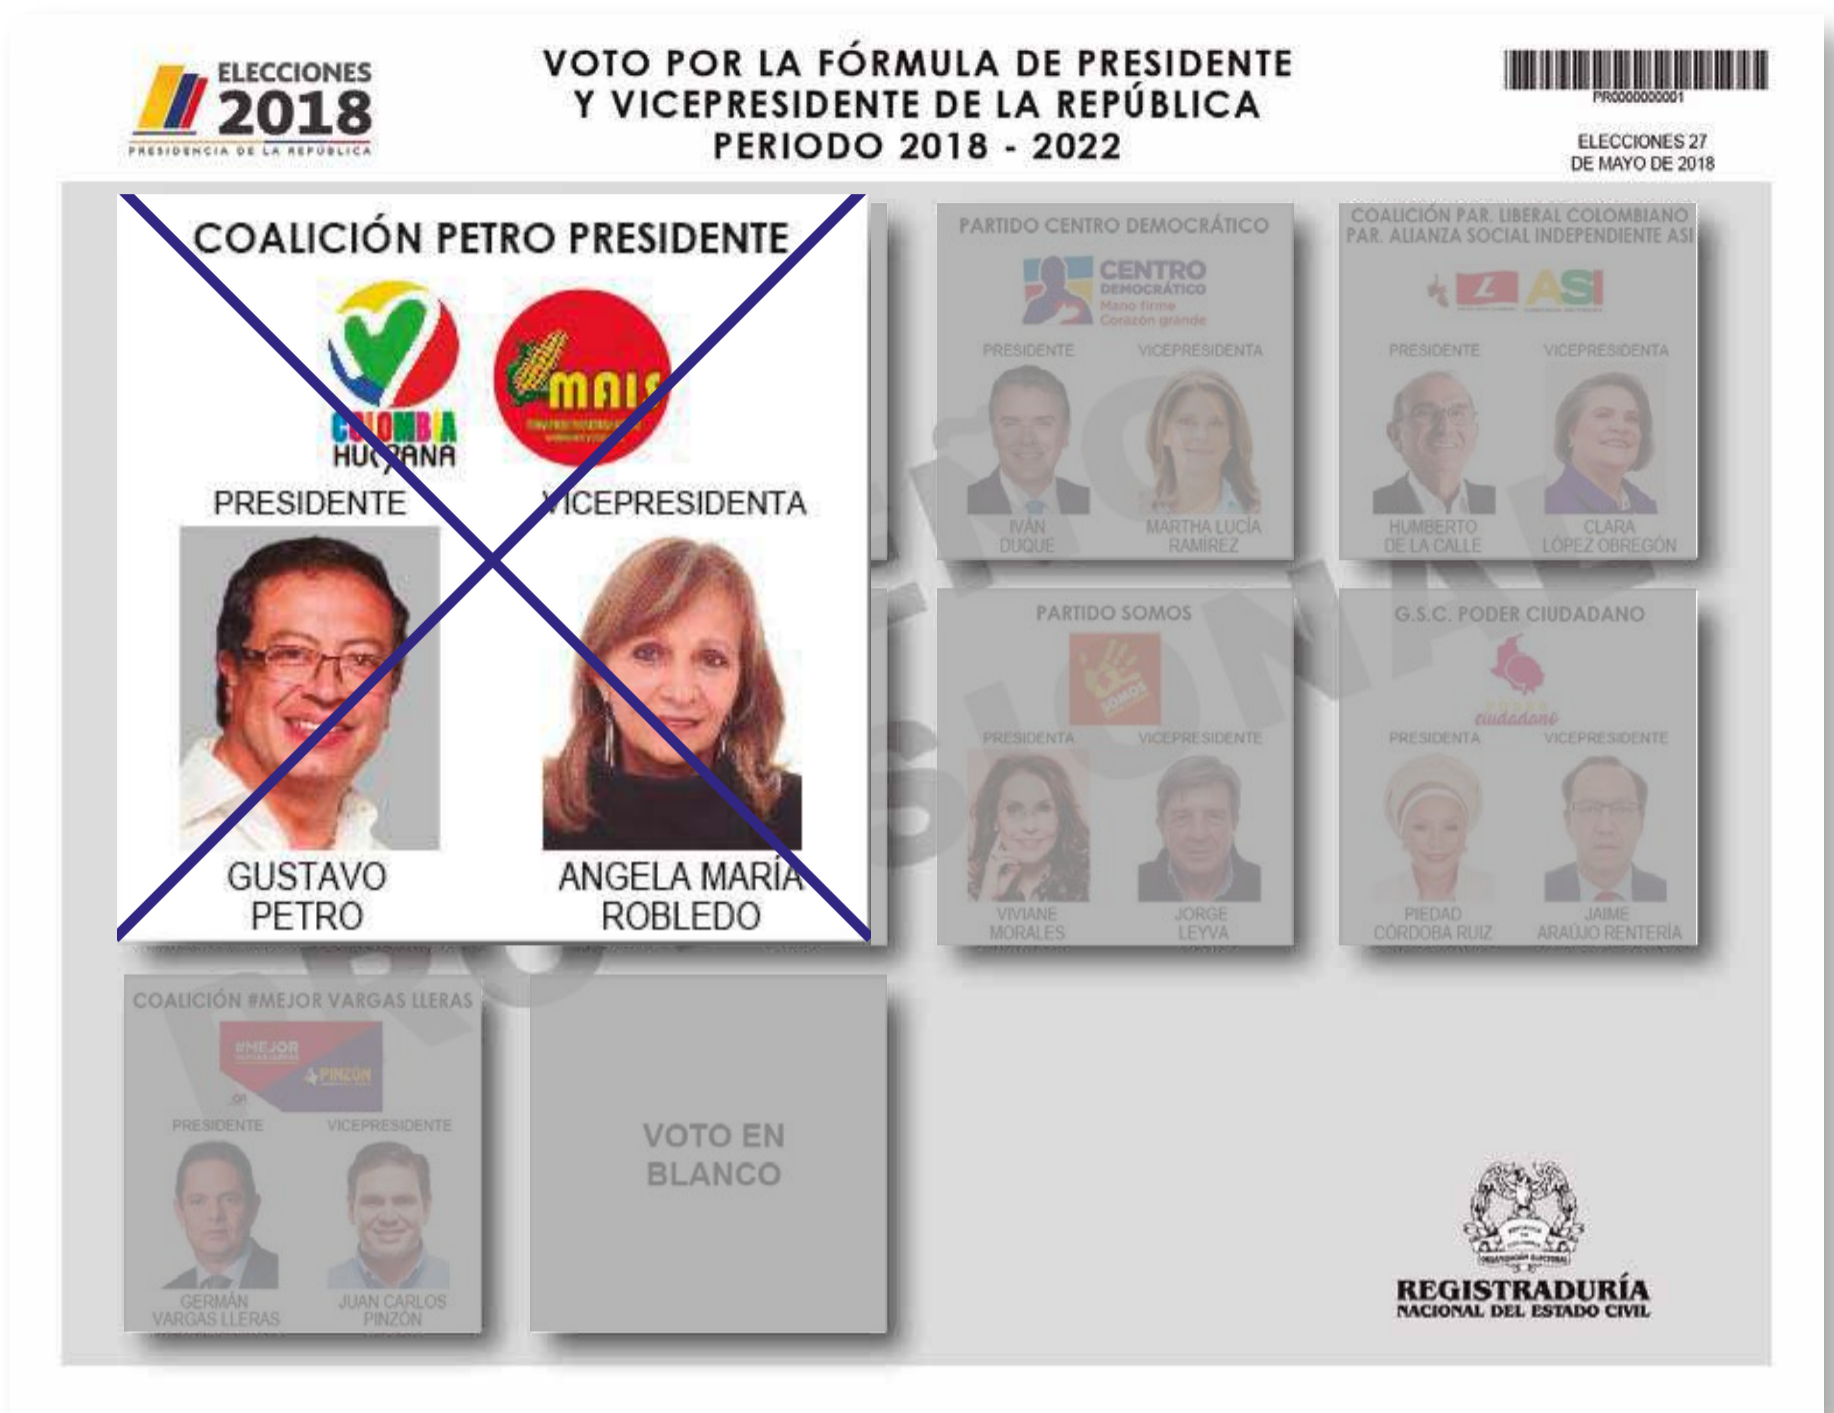 ELECCIONES
2018
PRESIDENCIA DE LA REPÚBLICA
VOTO POR LA FÓRMULA DE PRESIDENTE
Y VICEPRESIDENTE DE LA REPÚBLICA
PERIODO 2018 - 2022
PR0000000001
ELECCIONES 27
DE MAYO DE 2018
COALICIÓN PETRO PRESIDENTE
COLOMBIA
HUMANA
MAIS
PRESIDENTE VICEPRESIDENTA
GUSTAVO
PETRO
ANGELA MARÍA
ROBLEDO
PARTIDO CENTRO DEMOCRÁTICO
CENTRO
DEMOCRÁTICO
Mano firme
Corazón grande
PRESIDENTE VICEPRESIDENTA
IVÁN
DUQUE
MARTHA LUCÍA
RAMÍREZ
COALICIÓN PAR. LIBERAL COLOMBIANO
PAR. ALIANZA SOCIAL INDEPENDIENTE ASI
L ASI
PRESIDENTE VICEPRESIDENTA
HUMBERTO
DE LA CALLE
CLARA
LÓPEZ OBREGÓN
PARTIDO SOMOS
SOMOS
PRESIDENTA VICEPRESIDENTE
VIVIANE
MORALES
JORGE
LEYVA
G.S.C. PODER CIUDADANO
PODER
ciudadano
PRESIDENTA VICEPRESIDENTE
PIEDAD
CÓRDOBA RUIZ
JAIME
ARAÚJO RENTERÍA
COALICIÓN #MEJOR VARGAS LLERAS
#MEJOR
VARGAS LLERAS
PINZÓN
PRESIDENTE VICEPRESIDENTE
GERMÁN
VARGAS LLERAS
JUAN CARLOS
PINZÓN
VOTO EN
BLANCO
ORGANIZACIÓN ELECTORAL
REGISTRADURÍA
NACIONAL DEL ESTADO CIVIL